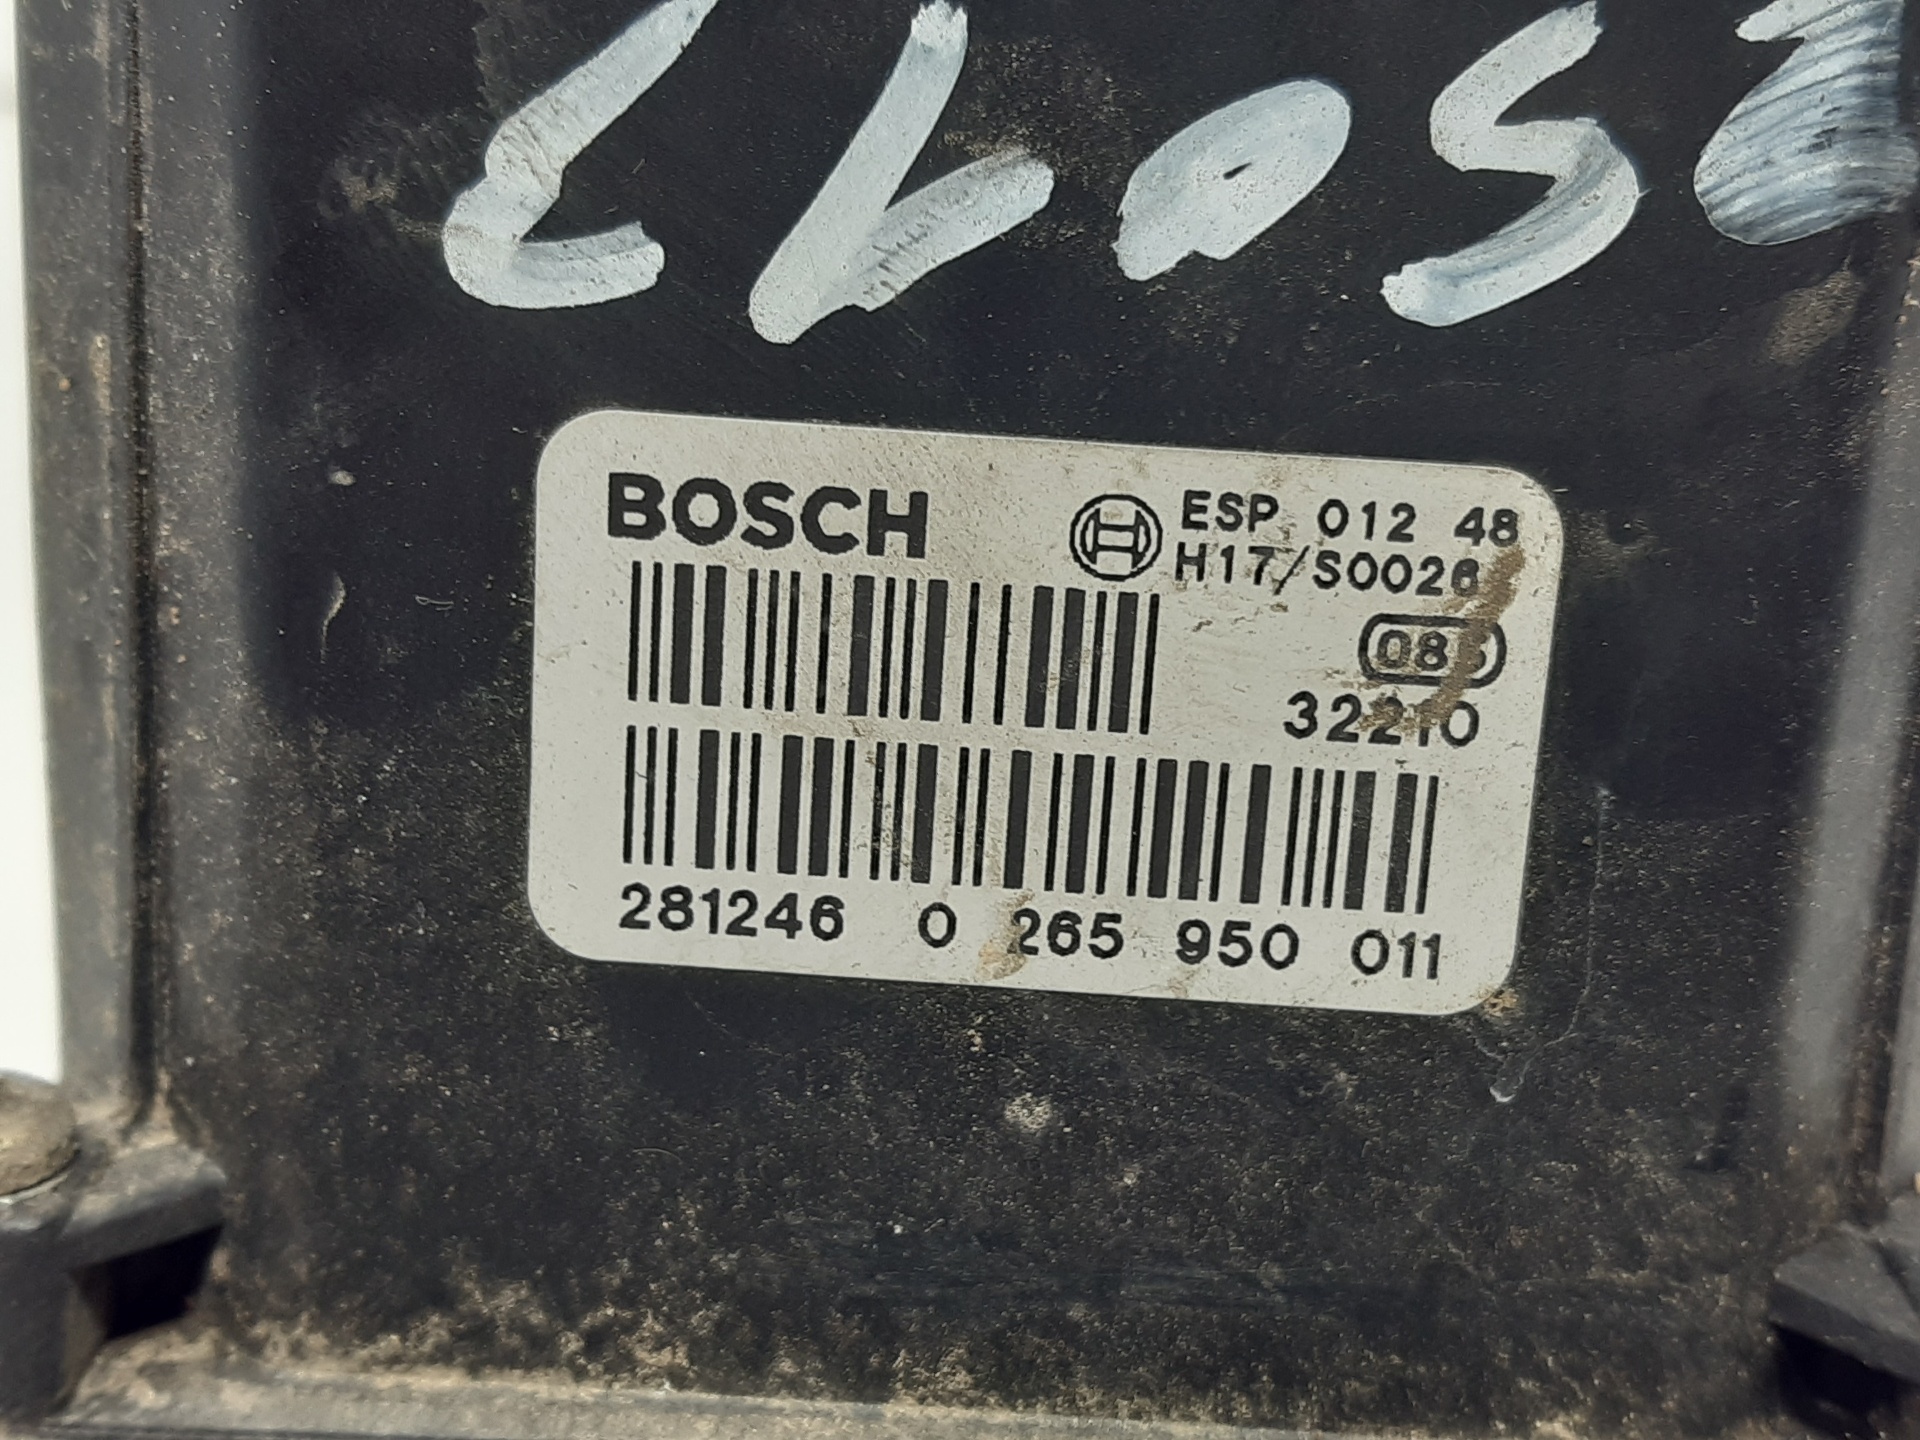 BOSCH
ESP 012 48
H17/S0026
32210
281246 0 265 950 011